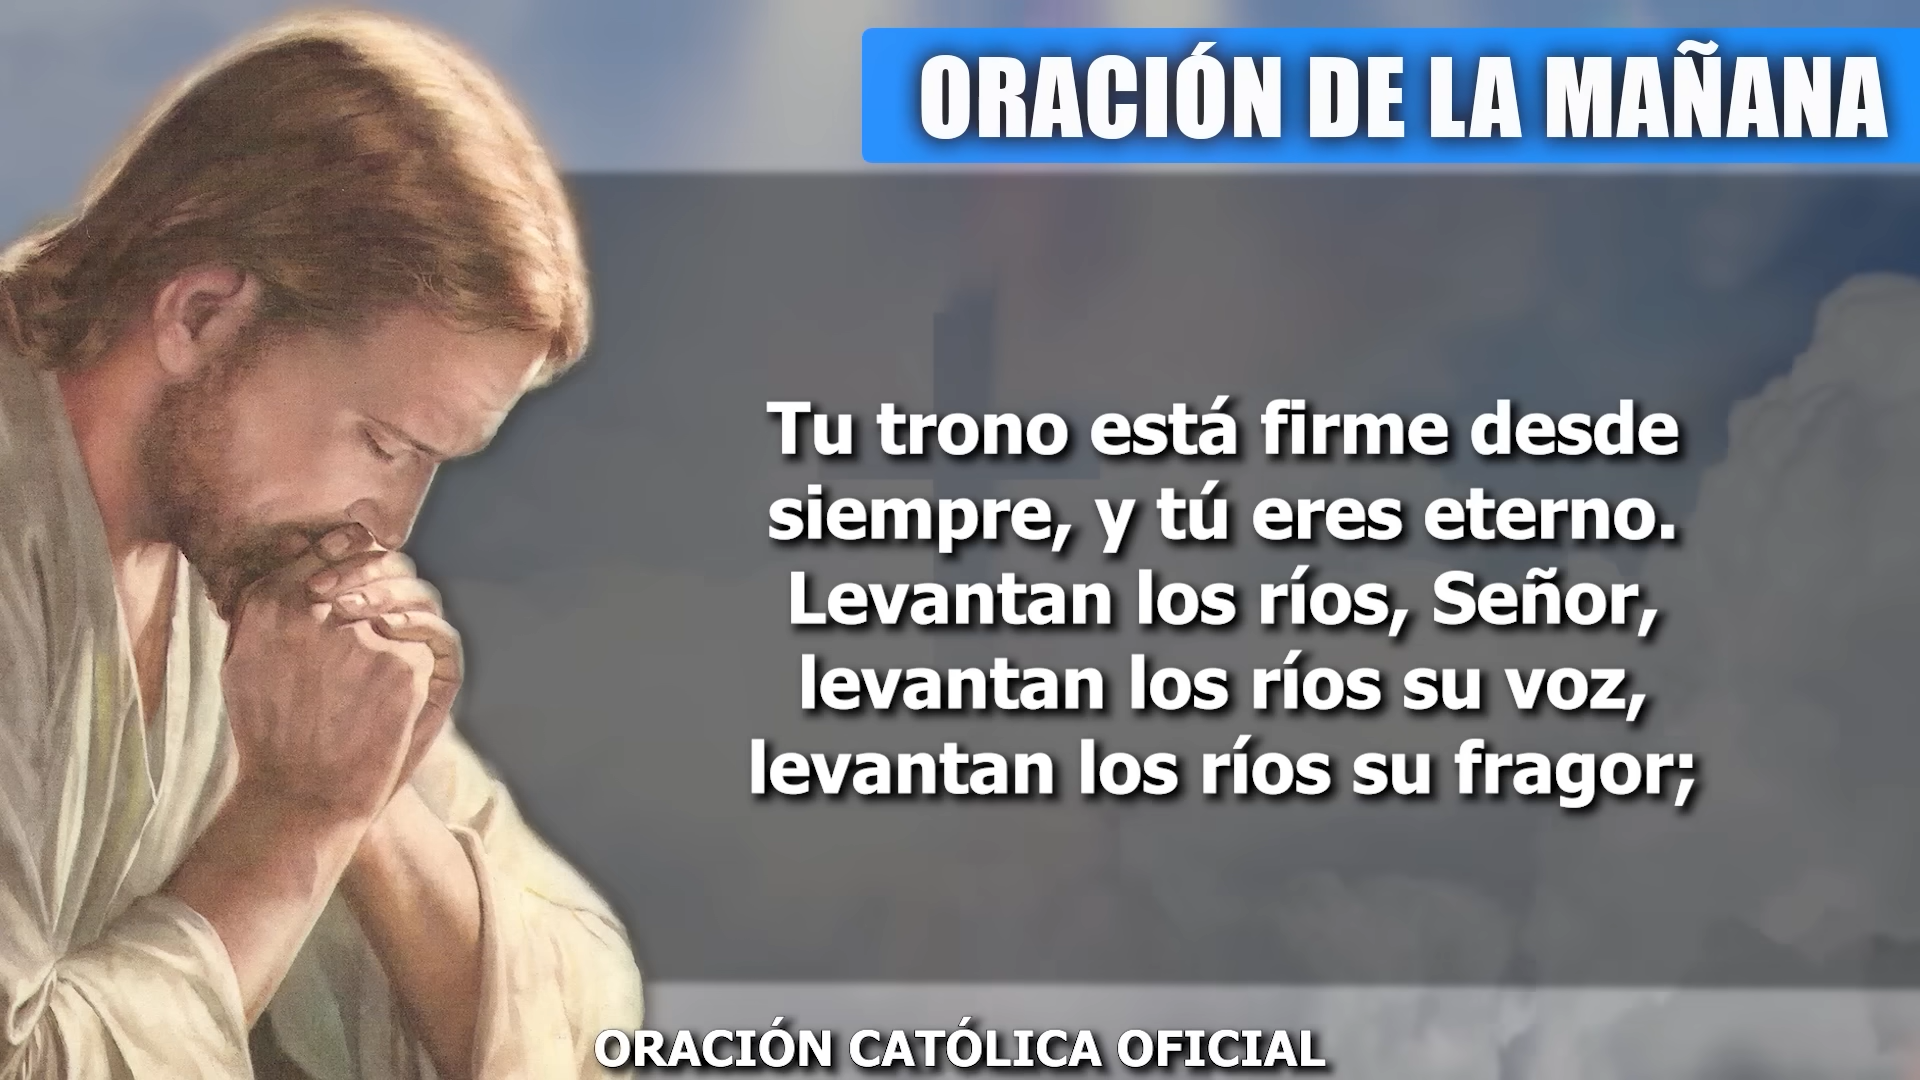 ORACIÓN DE LA MAÑANA
Tu trono está firme desde
siempre, y tú eres eterno.
Levantan los ríos, Señor,
levantan los ríos su voz,
levantan los ríos su fragor;
ORACIÓN CATÓLICA OFICIAL